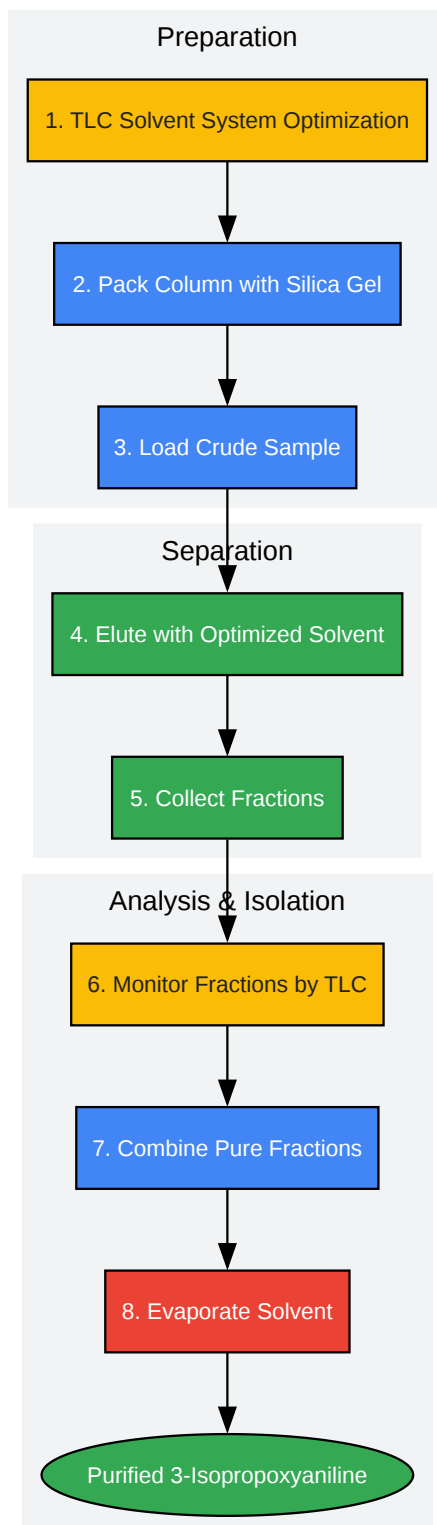 Preparation
1. TLC Solvent System Optimization
2. Pack Column with Silica Gel
3. Load Crude Sample
Separation
4. Elute with Optimized Solvent
5. Collect Fractions
Analysis & Isolation
6. Monitor Fractions by TLC
7. Combine Pure Fractions
8. Evaporate Solvent
Purified 3-Isopropoxyaniline